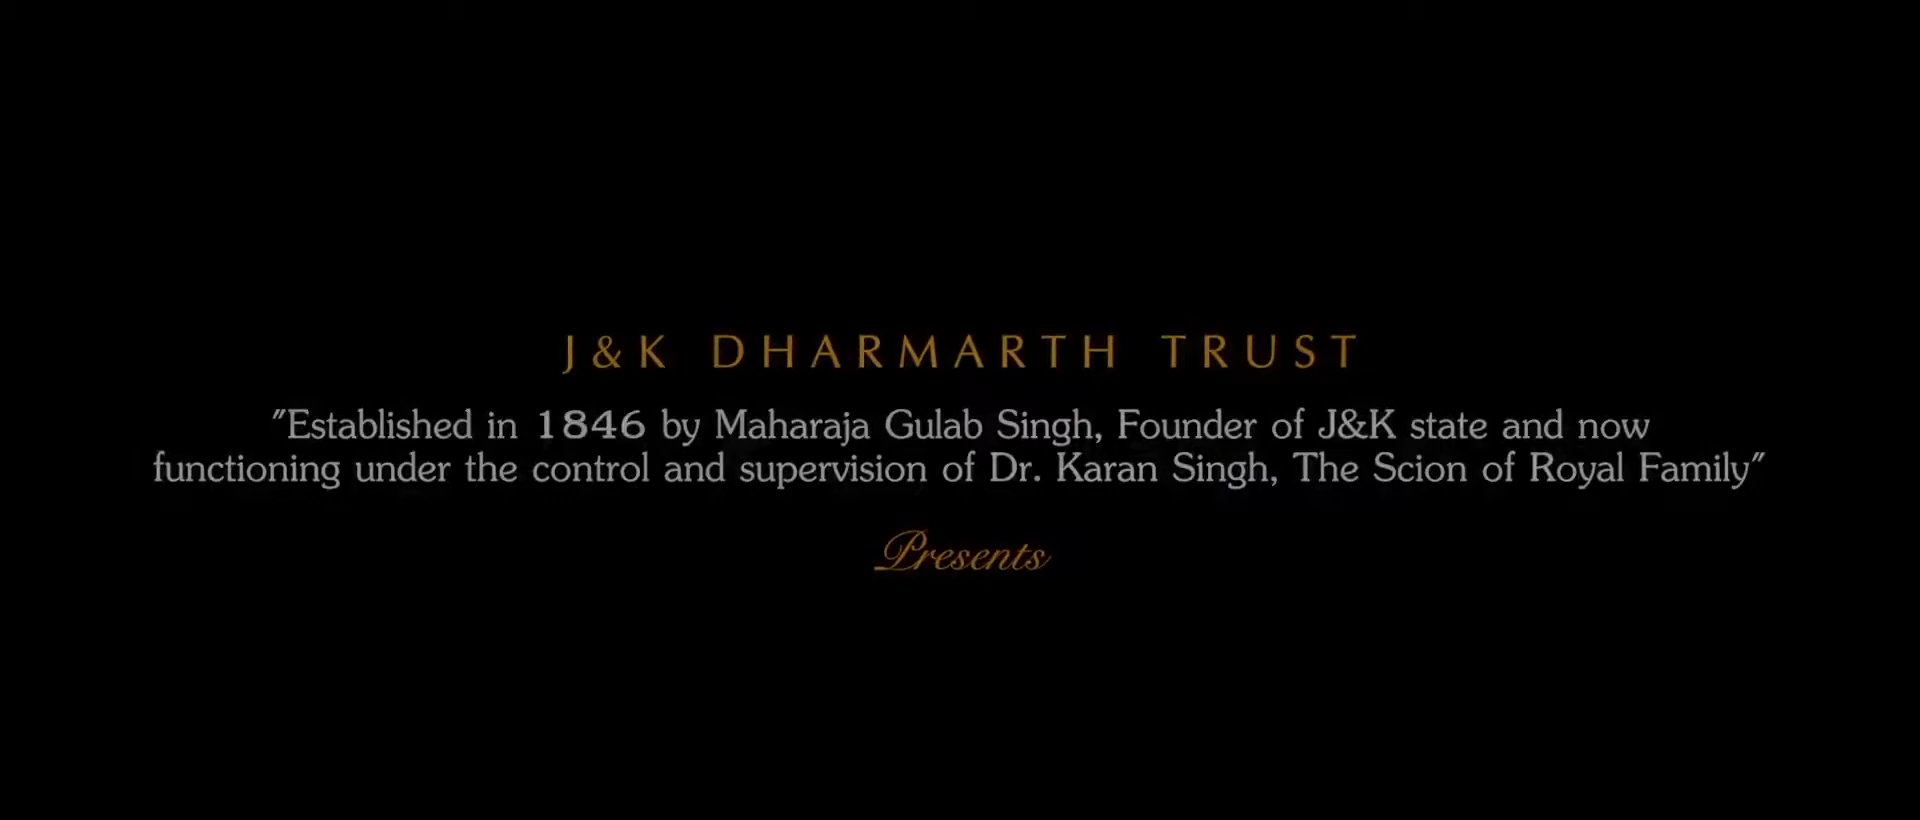 J&K DHARMARTH TRUST
"Established in 1846 by Maharaja Gulab Singh, Founder of J&K state and now
functioning under the control and supervision of Dr. Karan Singh, The Scion of Royal Family"
Presents